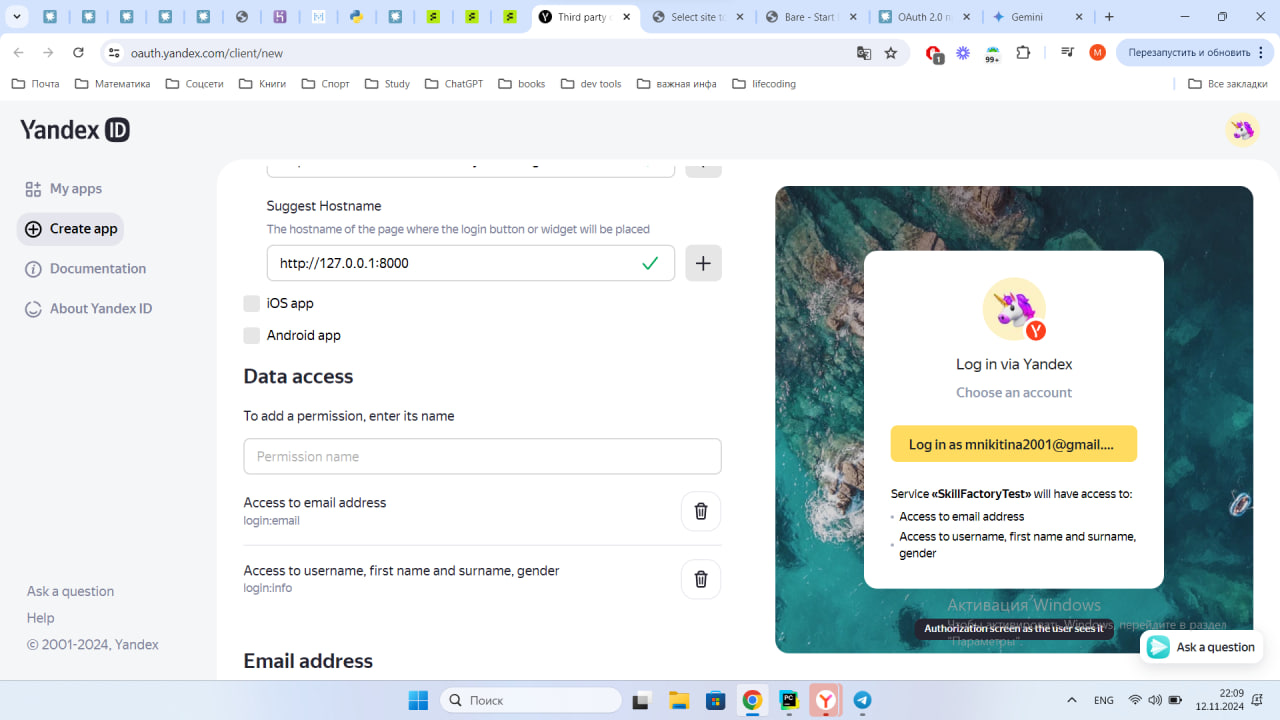 Third party
Select site to
Bare - Start
OAuth 2.0
Gemini
oauth.yandex.com/client/new
1
99+
M
Перезапустить и обновить
Почта
Математика
Соцсети
Книги
Спорт
Study
ChatGPT
books
dev tools
важная инфа
lifecoding
Все закладки
Yandex ID
My apps
Create app
Documentation
About Yandex ID
Suggest Hostname
The hostname of the page where the login button or widget will be placed
http://127.0.0.1:8000
iOS app
Android app
Data access
To add a permission, enter its name
Permission name
Access to email address
login:email
Access to username, first name and surname, gender
login:info
Email address
Log in via Yandex
Choose an account
Log in as mnikitina2001@gmail....
Service «SkillFactoryTest» will have access to:
Access to email address
Access to username, first name and surname,
gender
Активация Windows
Чтобы активировать Windows, перейдите в раздел
"Параметры".
Authorization screen as the user sees it
Ask a question
Ask a question
Help
© 2001-2024, Yandex
Поиск
ENG
22:09
12.11.2024